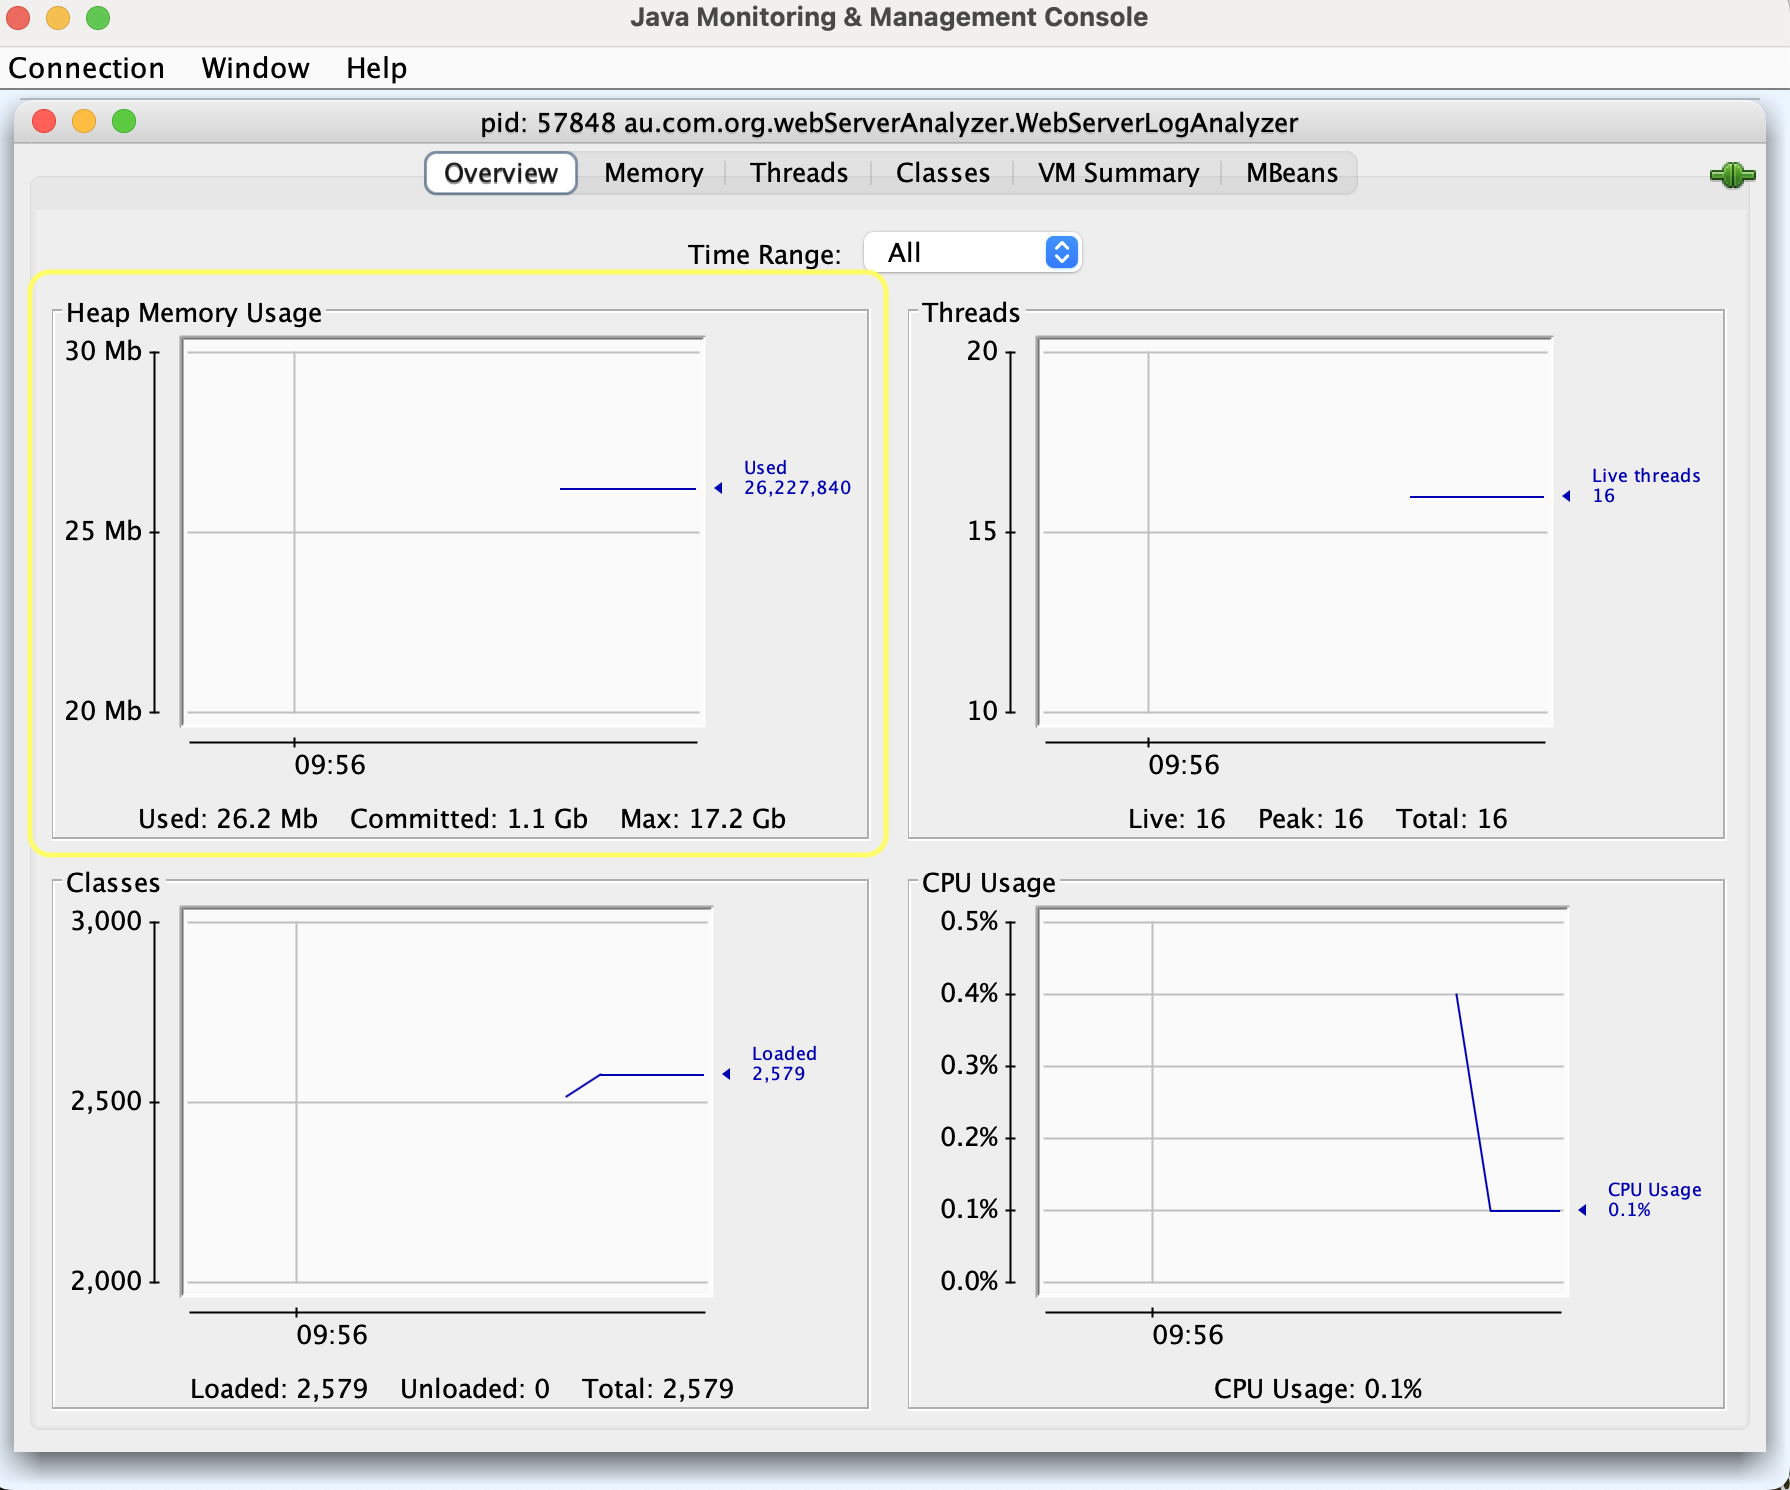 Java Monitoring & Management Console
Connection Window Help
pid: 57848 au.com.org.webServerAnalyzer.WebServerLogAnalyzer
Overview Memory Threads Classes VM Summary MBeans
Time Range: All
Heap Memory Usage
30 Mb
25 Mb
20 Mb
Used
26,227,840
09:56
Used: 26.2 Mb Committed: 1.1 Gb Max: 17.2 Gb
Threads
20
15
10
Live threads
16
09:56
Live: 16 Peak: 16 Total: 16
Classes
3,000
2,500
2,000
Loaded
2,579
09:56
Loaded: 2,579 Unloaded: 0 Total: 2,579
CPU Usage
0.5%
0.4%
0.3%
0.2%
0.1%
0.0%
CPU Usage
0.1%
09:56
CPU Usage: 0.1%